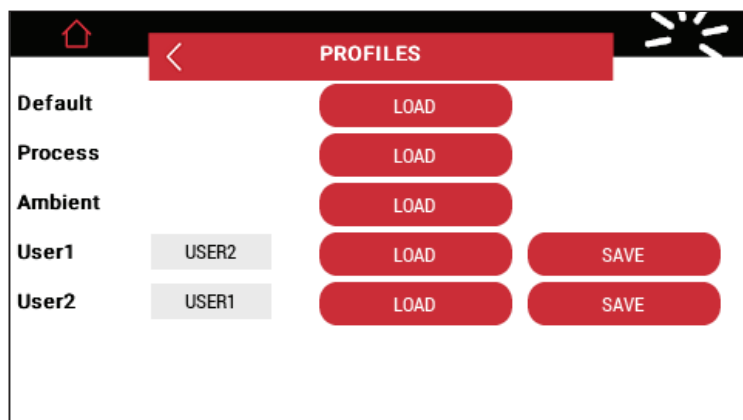 PROFILES
Default LOAD
Process LOAD
Ambient LOAD
User1 USER2 LOAD SAVE
User2 USER1 LOAD SAVE